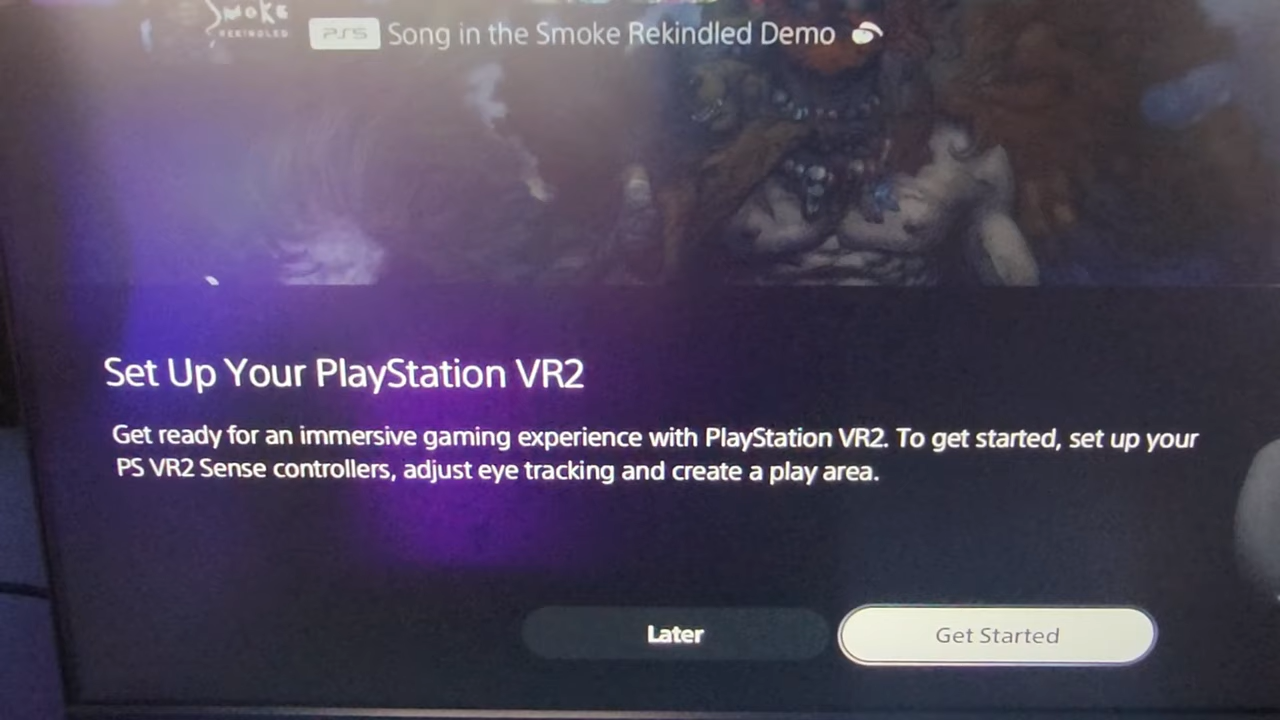 SMOKE
REKINDLED
PS5 Song in the Smoke Rekindled Demo
Set Up Your PlayStation VR2
Get ready for an immersive gaming experience with PlayStation VR2. To get started, set up your
PS VR2 Sense controllers, adjust eye tracking and create a play area.
Later
Get Started